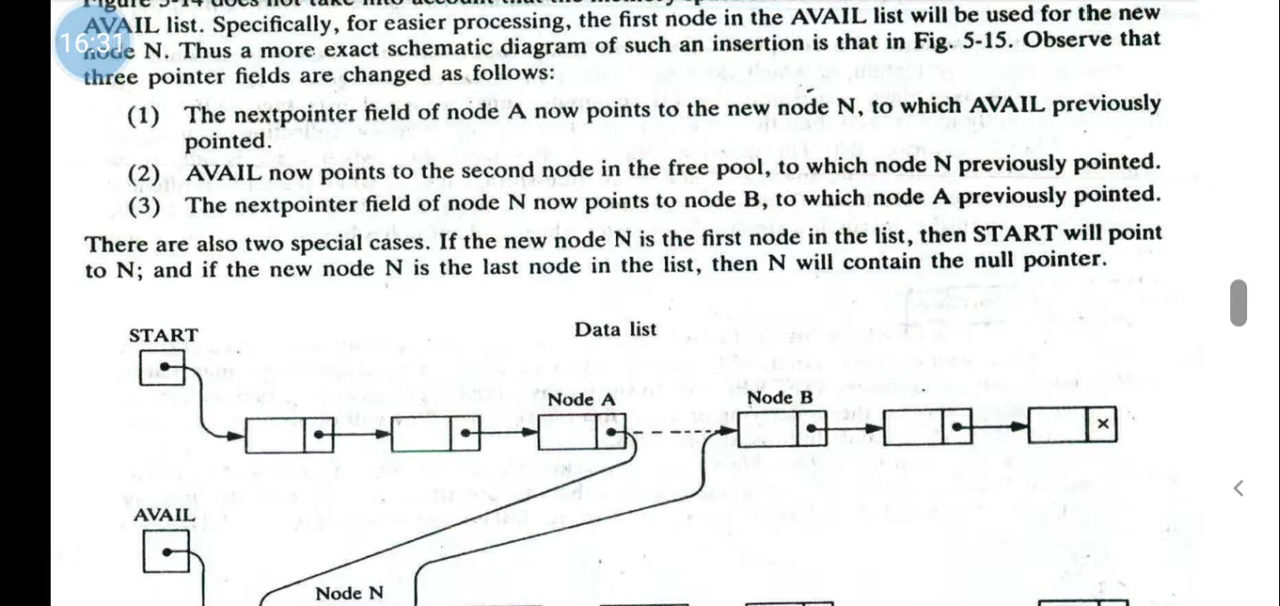 AVAIL list. Specifically, for easier processing, the first node in the AVAIL list will be used for the new
16:31
node N. Thus a more exact schematic diagram of such an insertion is that in Fig. 5-15. Observe that
three pointer fields are changed as follows:
(1) The nextpointer field of node A now points to the new node N, to which AVAIL previously
pointed.
(2) AVAIL now points to the second node in the free pool, to which node N previously pointed.
(3) The nextpointer field of node N now points to node B, to which node A previously pointed.
There are also two special cases. If the new node N is the first node in the list, then START will point
to N; and if the new node N is the last node in the list, then N will contain the null pointer.
START
Data list
Node A
Node B
×
AVAIL
Node N